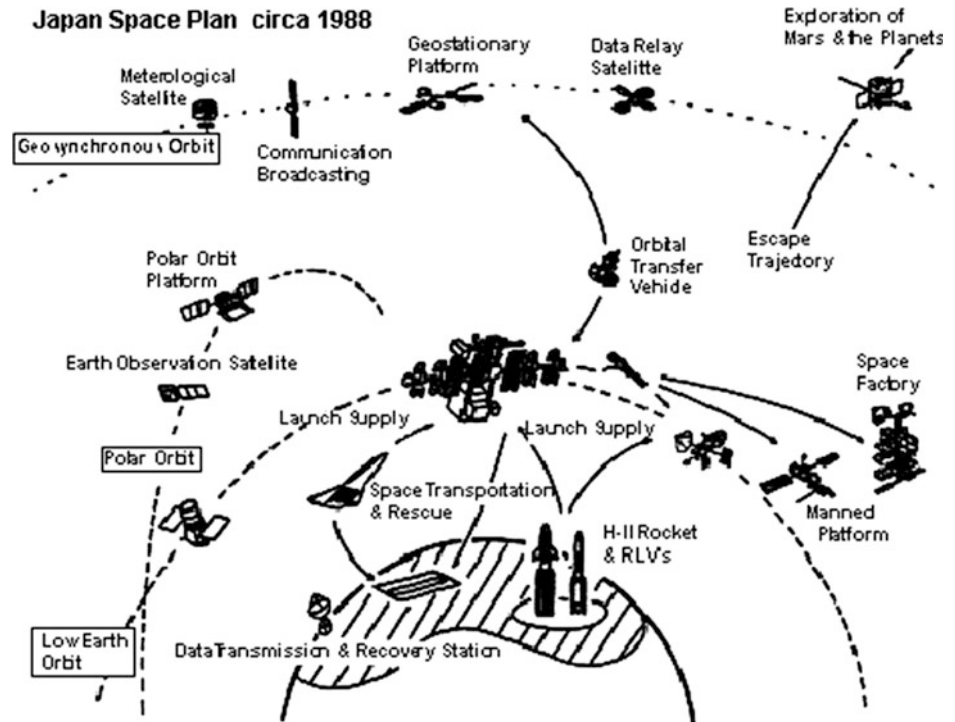 Japan Space Plan circa 1988
Exploration of
Mars & the Planets
Geostationary
Platform
Data Relay
Satelitte
Meterological
Satellite
Geosynchronous Orbit
Communication
Broadcasting
Escape
Trajectory
Orbital
Transfer
Vehicle
Polar Orbit
Platform
Earth Observation Satellite
Space
Factory
Launch Supply
Launch Supply
Polar Orbit
Space Transportation
& Rescue
Manned
Platform
H-II Rocket
& RLV's
Low Earth
Orbit
Data Transmission & Recovery Station